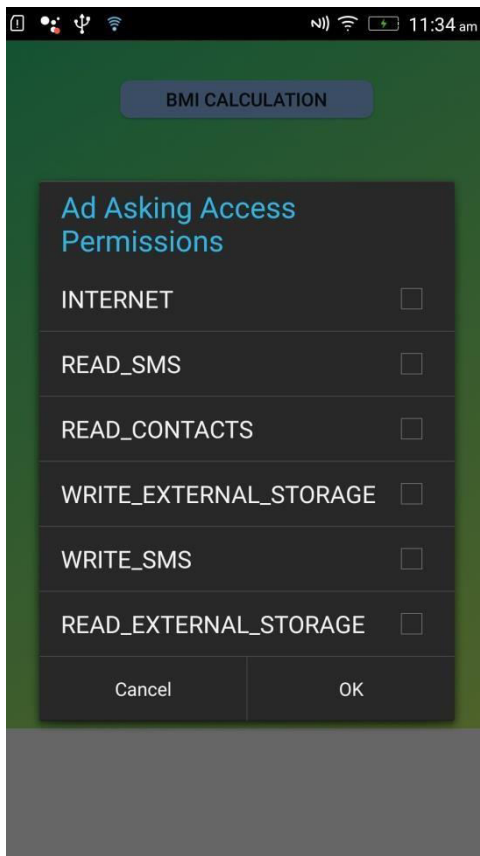 11:34 am
BMI CALCULATION
Ad Asking Access
Permissions
INTERNET
READ_SMS
READ_CONTACTS
WRITE_EXTERNAL_STORAGE
WRITE_SMS
READ_EXTERNAL_STORAGE
Cancel OK